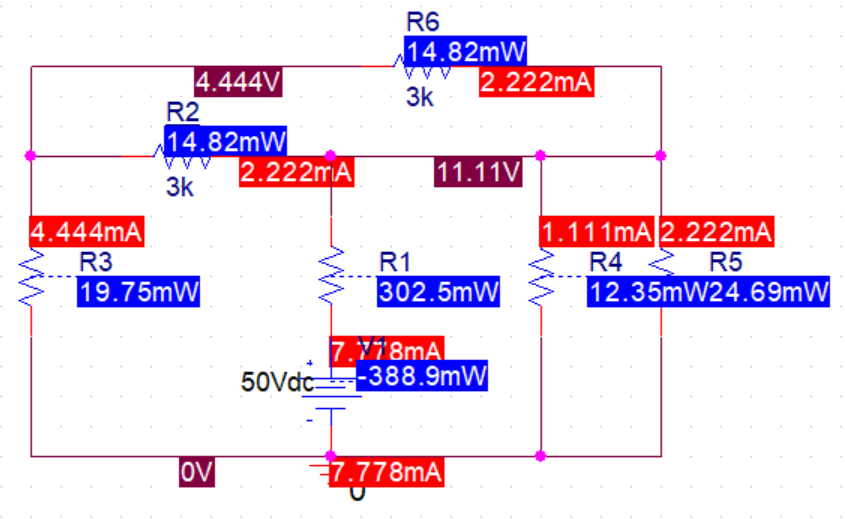 R6
14.82mW
4.444V
2.222mA
3k
R2
14.82mW
2.222mA
11.11V
3k
4.444mA
1.111mA
2.222mA
R3
R1
R4
R5
19.75mW
302.5mW
12.35mW
24.69mW
V1
7.778mA
50Vdc
-388.9mW
0V
7.778mA
0